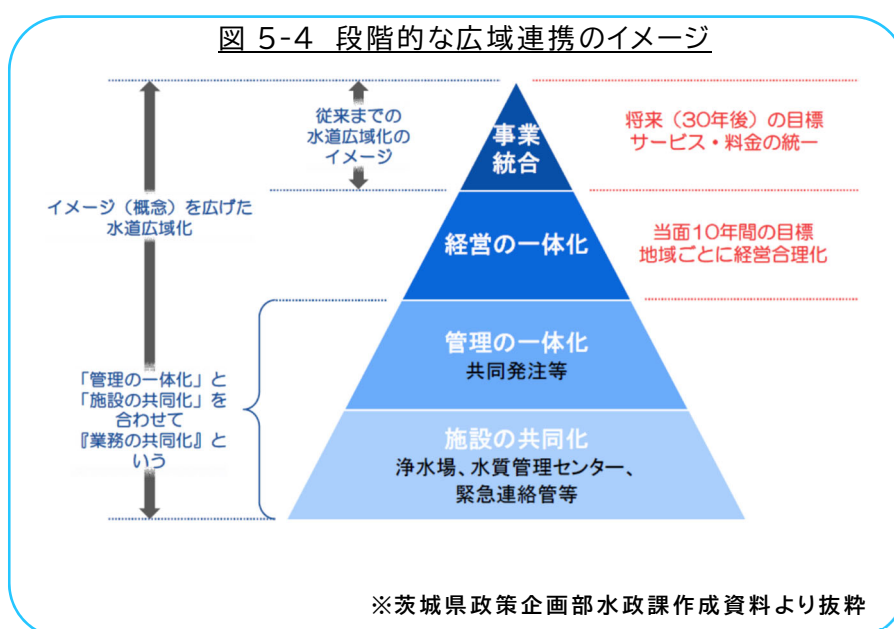 図 5-4 段階的な広域連携のイメージ
従来までの
水道広域化の
イメージ
事業
統合
将来（30年後）の目標
サービス・料金の統一
イメージ（概念）を広げた
水道広域化
経営の一体化
当面10年間の目標
地域ごとに経営合理化
「管理の一体化」と
「施設の共同化」を
合わせて
『業務の共同化』と
いう
管理の一体化
共同発注等
施設の共同化
浄水場、水質管理センター、
緊急連絡管等
※茨城県政策企画部水政課作成資料より抜粋